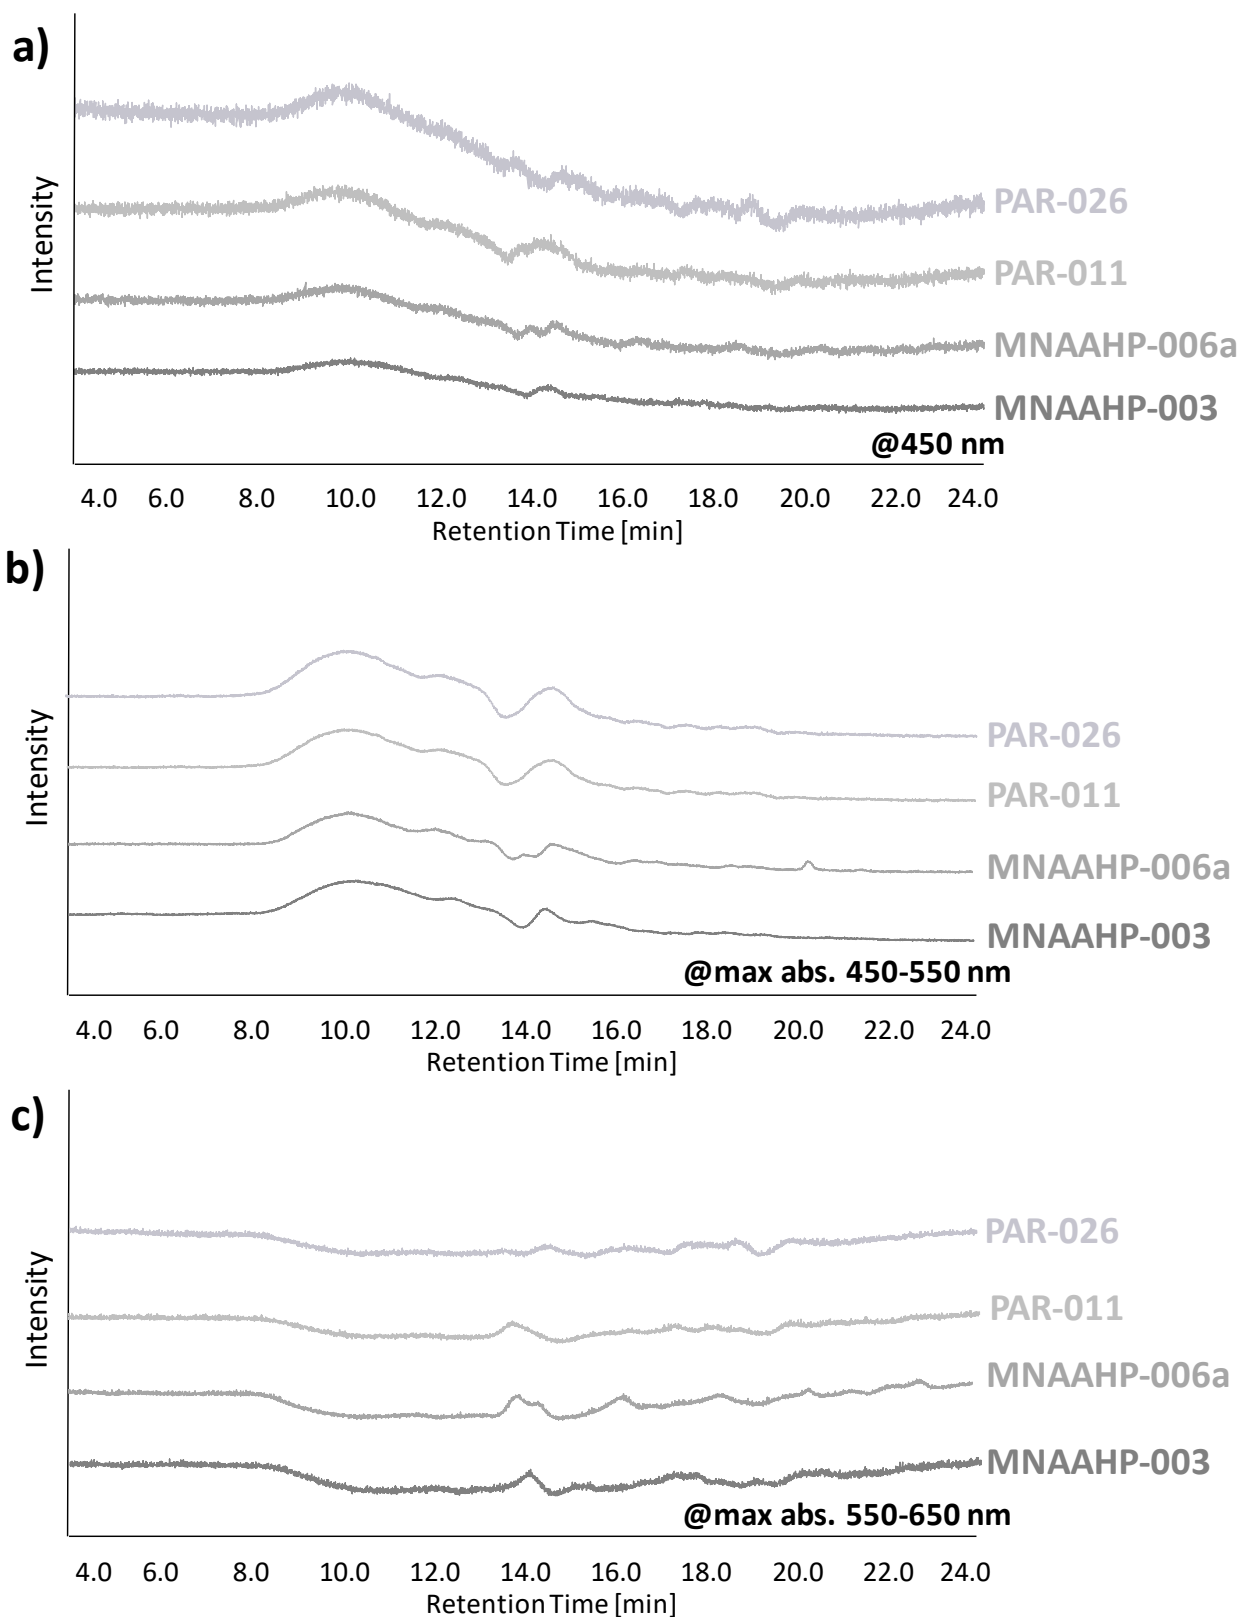 a)
Intensity
PAR-026
PAR-011
MNAAHP-006a
MNAAHP-003
@450 nm
4.0 6.0 8.0 10.0 12.0 14.0 16.0 18.0 20.0 22.0 24.0
Retention Time [min]
b)
Intensity
PAR-026
PAR-011
MNAAHP-006a
MNAAHP-003
@max abs. 450-550 nm
4.0 6.0 8.0 10.0 12.0 14.0 16.0 18.0 20.0 22.0 24.0
Retention Time [min]
c)
Intensity
PAR-026
PAR-011
MNAAHP-006a
MNAAHP-003
@max abs. 550-650 nm
4.0 6.0 8.0 10.0 12.0 14.0 16.0 18.0 20.0 22.0 24.0
Retention Time [min]